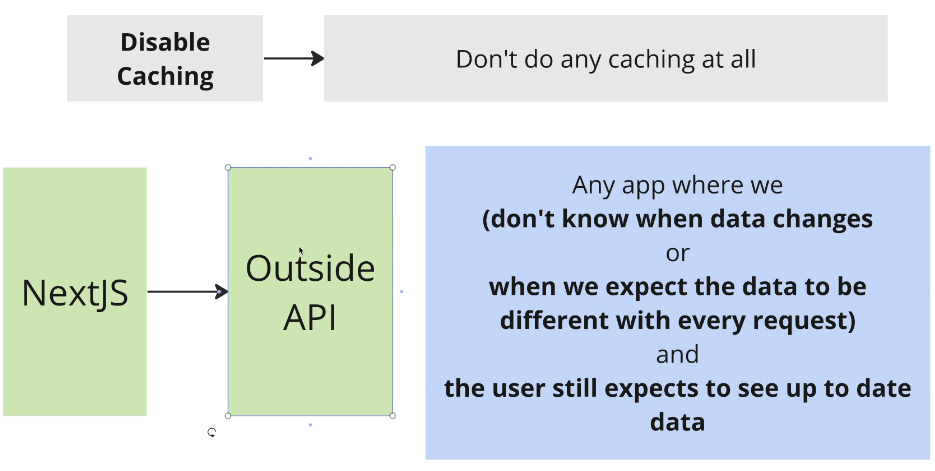 Disable
Caching
Don't do any caching at all
NextJS
Outside
API
Any app where we
(don't know when data changes
or
when we expect the data to be
different with every request)
and
the user still expects to see up to date
data